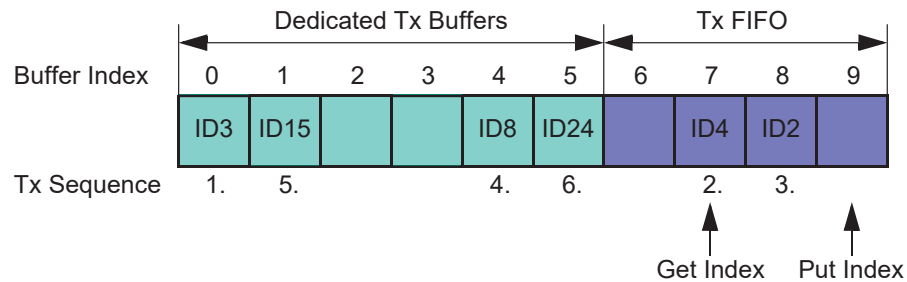 Dedicated Tx Buffers Tx FIFO
Buffer Index 0 1 2 3 4 5 6 7 8 9
ID3 ID15 ID8 ID24 ID4 ID2
Tx Sequence 1. 5. 4. 6. 2. 3.
Get Index Put Index